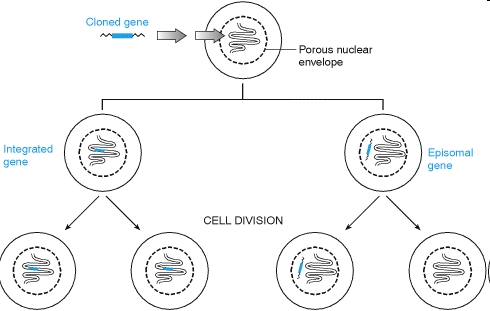 Cloned gene
Porous nuclear
envelope
Integrated
gene
Episomal
gene
CELL DIVISION